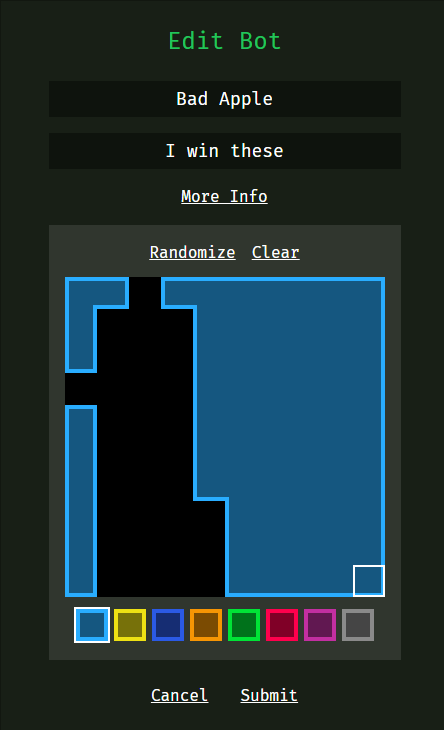 Edit Bot
Bad Apple
I win these
More Info
Randomize Clear
Cancel Submit